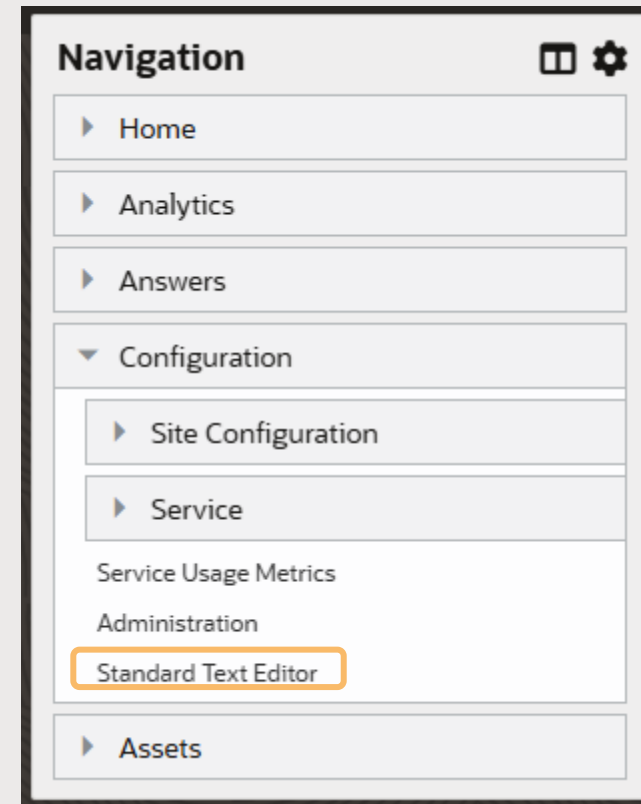 Navigation
Home
Analytics
Answers
Configuration
Site Configuration
Service
Service Usage Metrics
Administration
Standard Text Editor
Assets